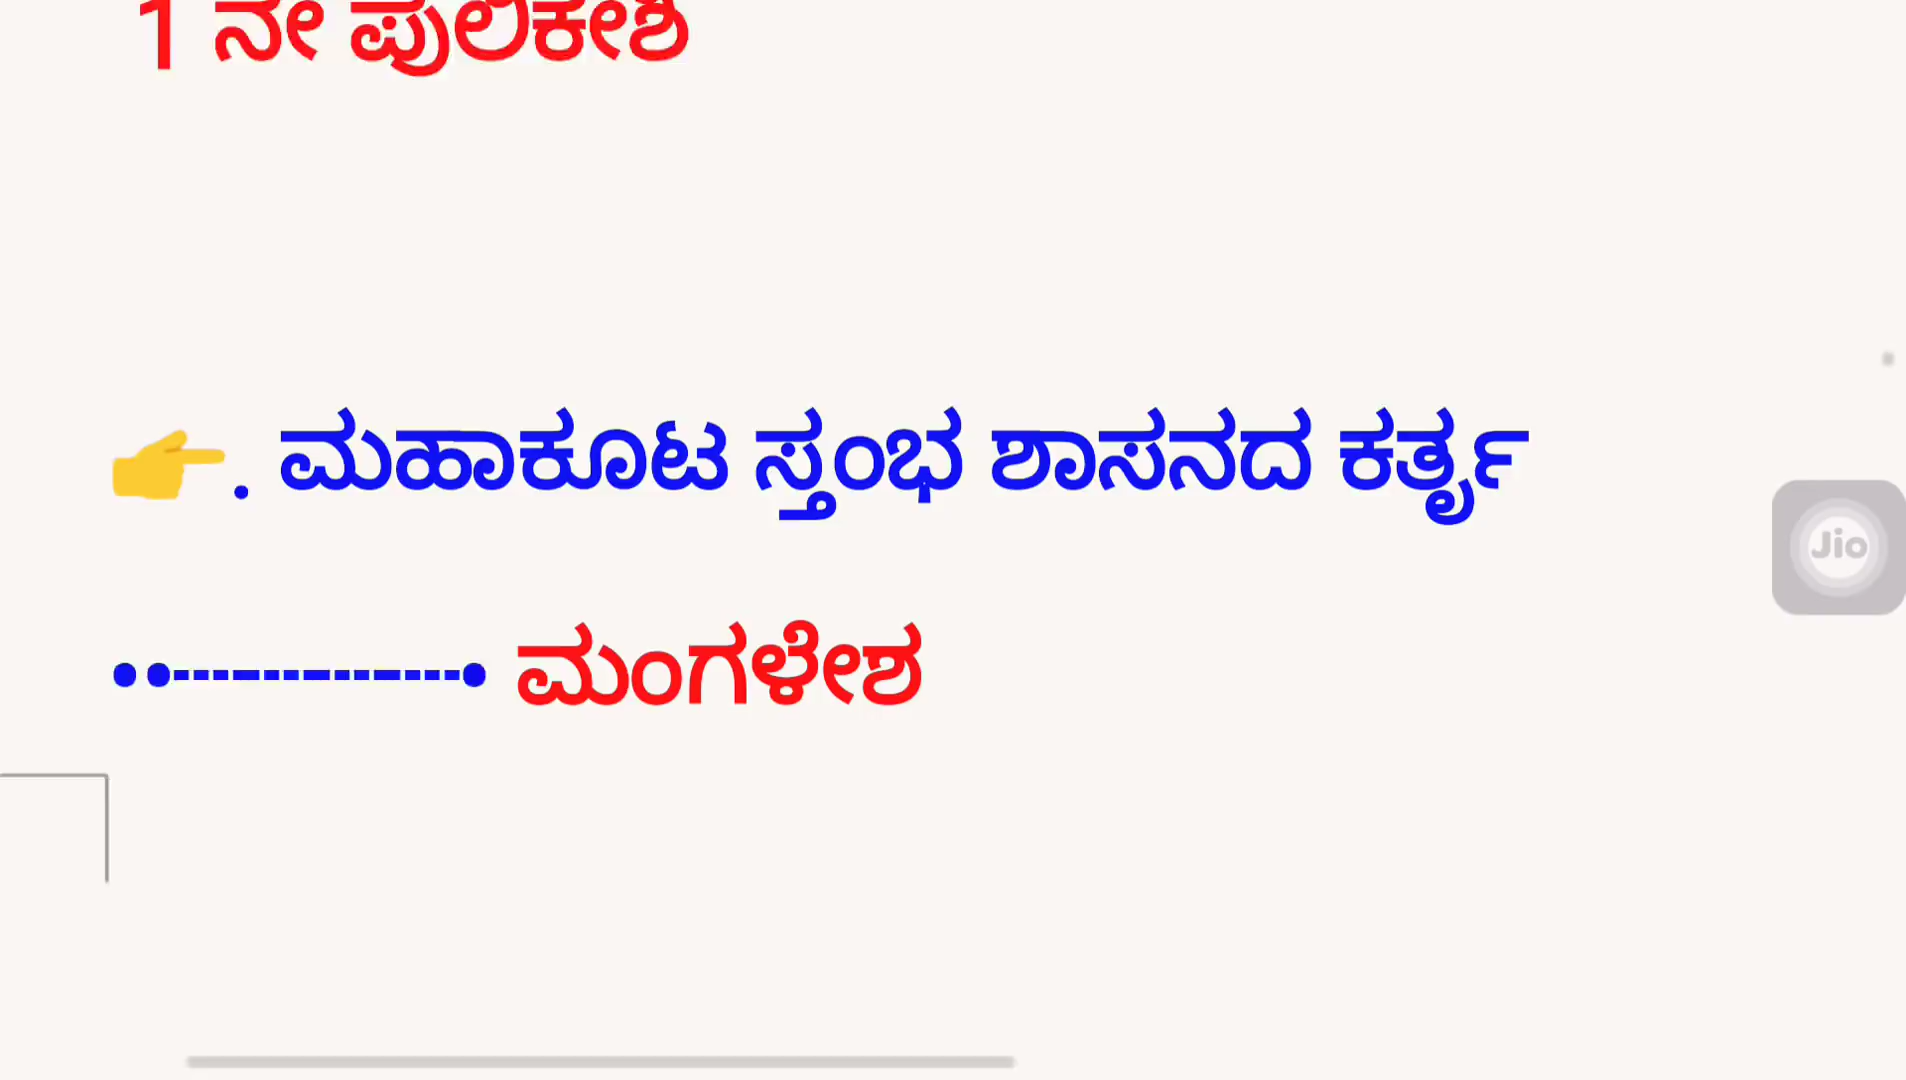 1 ನೇ ಪುಲಿಕೇಶಿ
👉. ಮಹಾಕೂಟ ಸ್ತಂಭ ಶಾಸನದ ಕರ್ತೃ
••--------------• ಮಂಗಳೇಶ
Jio